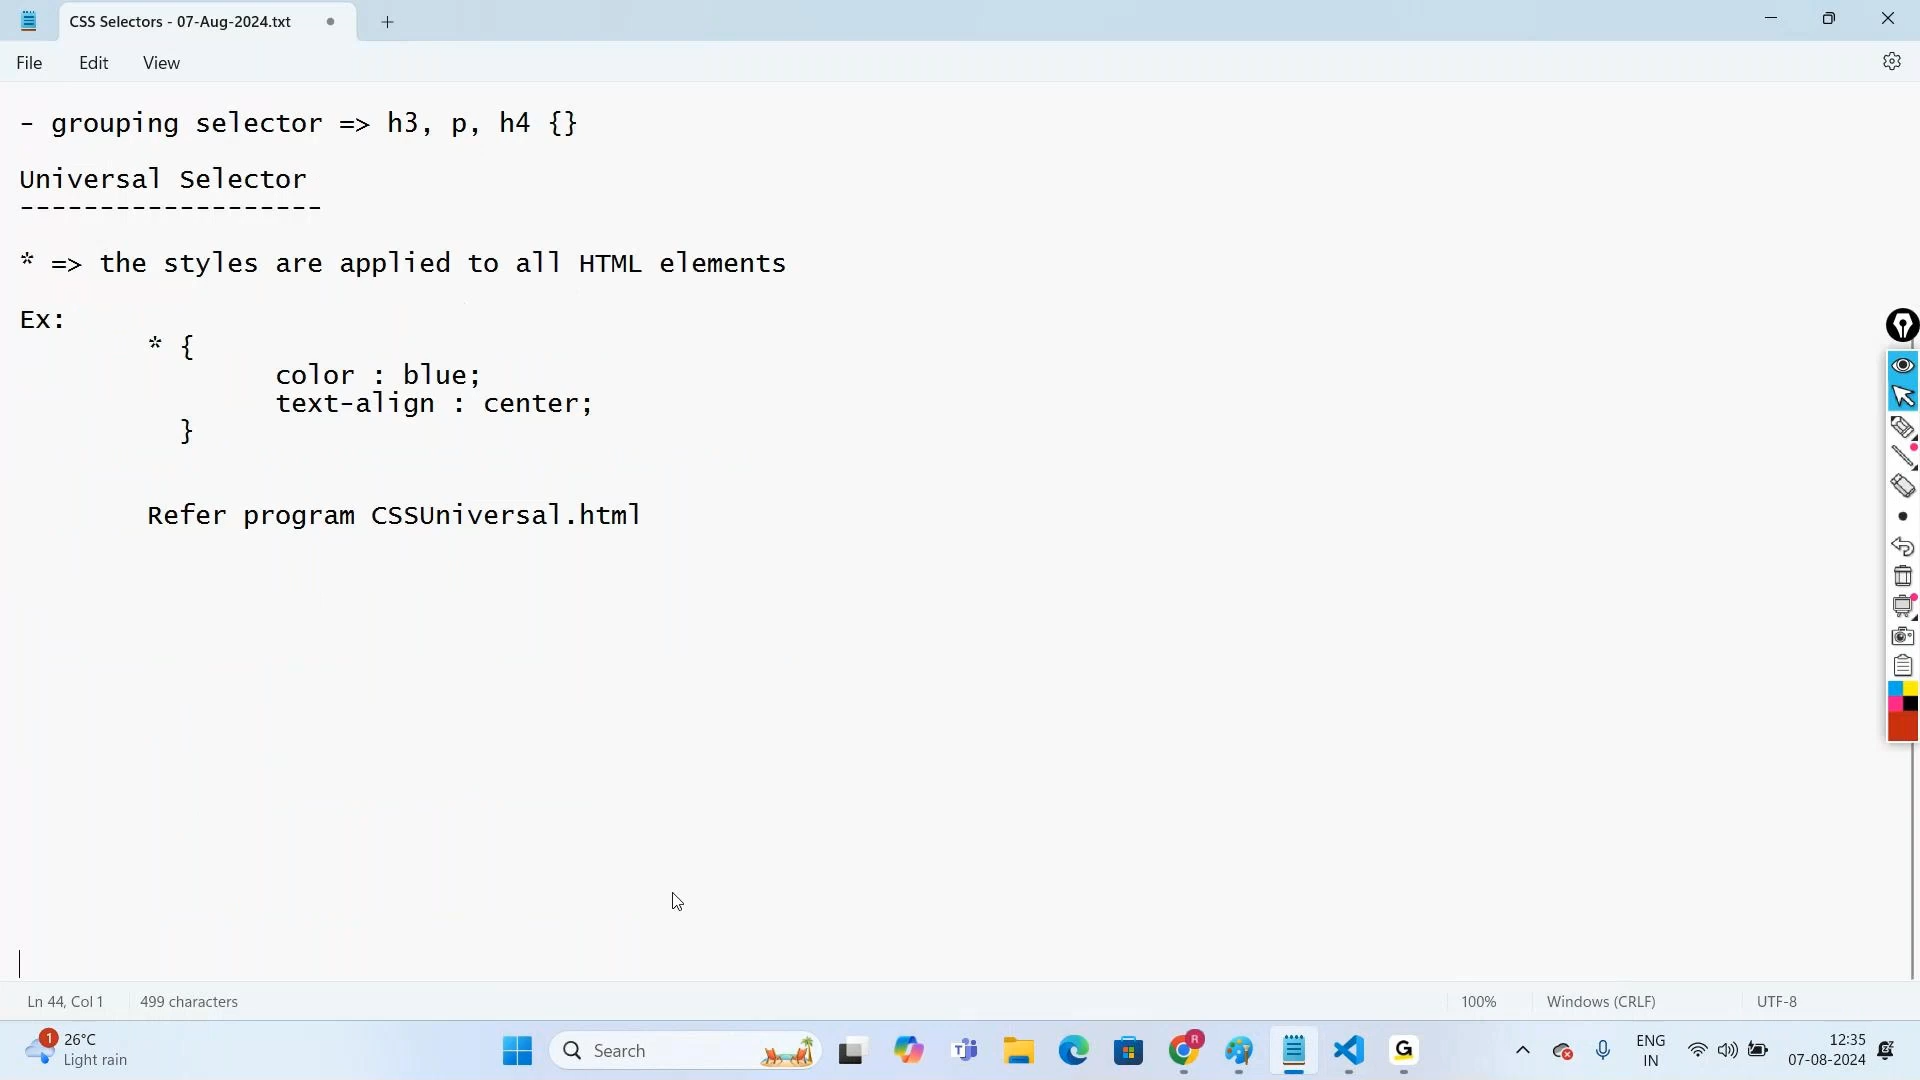 CSS Selectors - 07-Aug-2024.txt
File Edit View
- grouping selector => h3, p, h4 {}
Universal Selector
-------------------
* => the styles are applied to all HTML elements
Ex:
* {
color : blue;
text-align : center;
}
Refer program CSSUniversal.html
Ln 44, Col 1 499 characters 100% Windows (CRLF) UTF-8
1 26°C
Light rain
Search
R
G
ENG
IN
12:35
07-08-2024